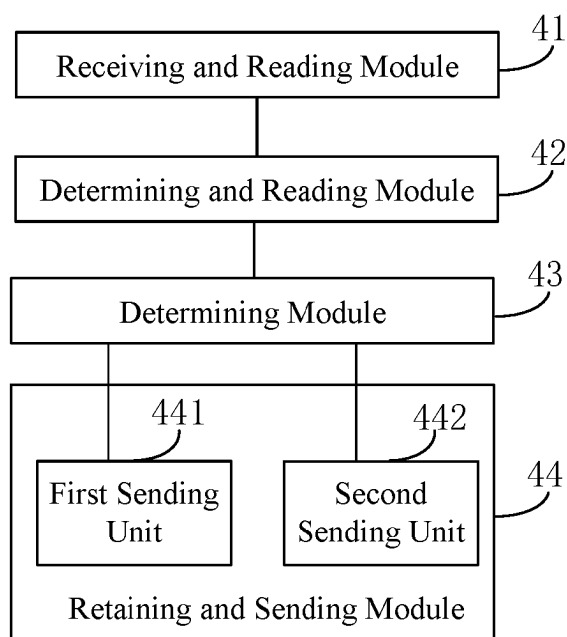 41
Receiving and Reading Module
42
Determining and Reading Module
43
Determining Module
441
442
First Sending
Unit
Second
Sending Unit
44
Retaining and Sending Module